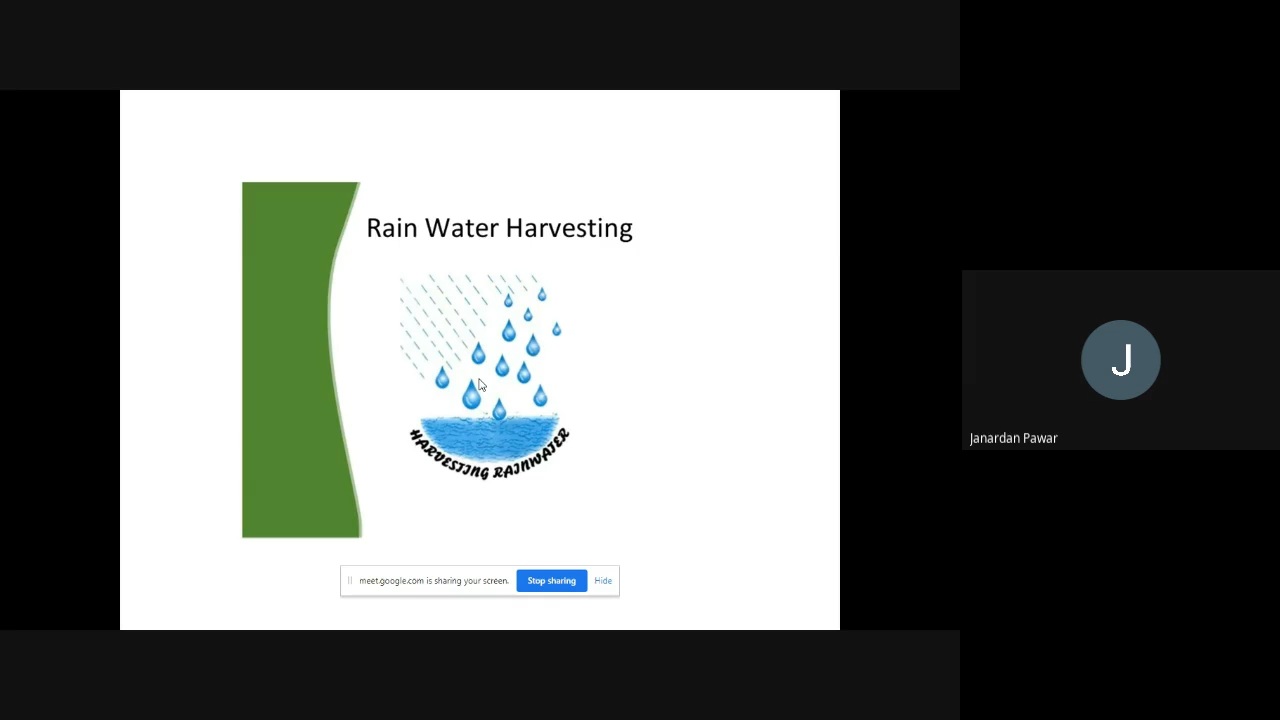 Rain Water Harvesting
HARVESTING RAINWATER
meet.google.com is sharing your screen.
Stop sharing
Hide
J
Janardan Pawar